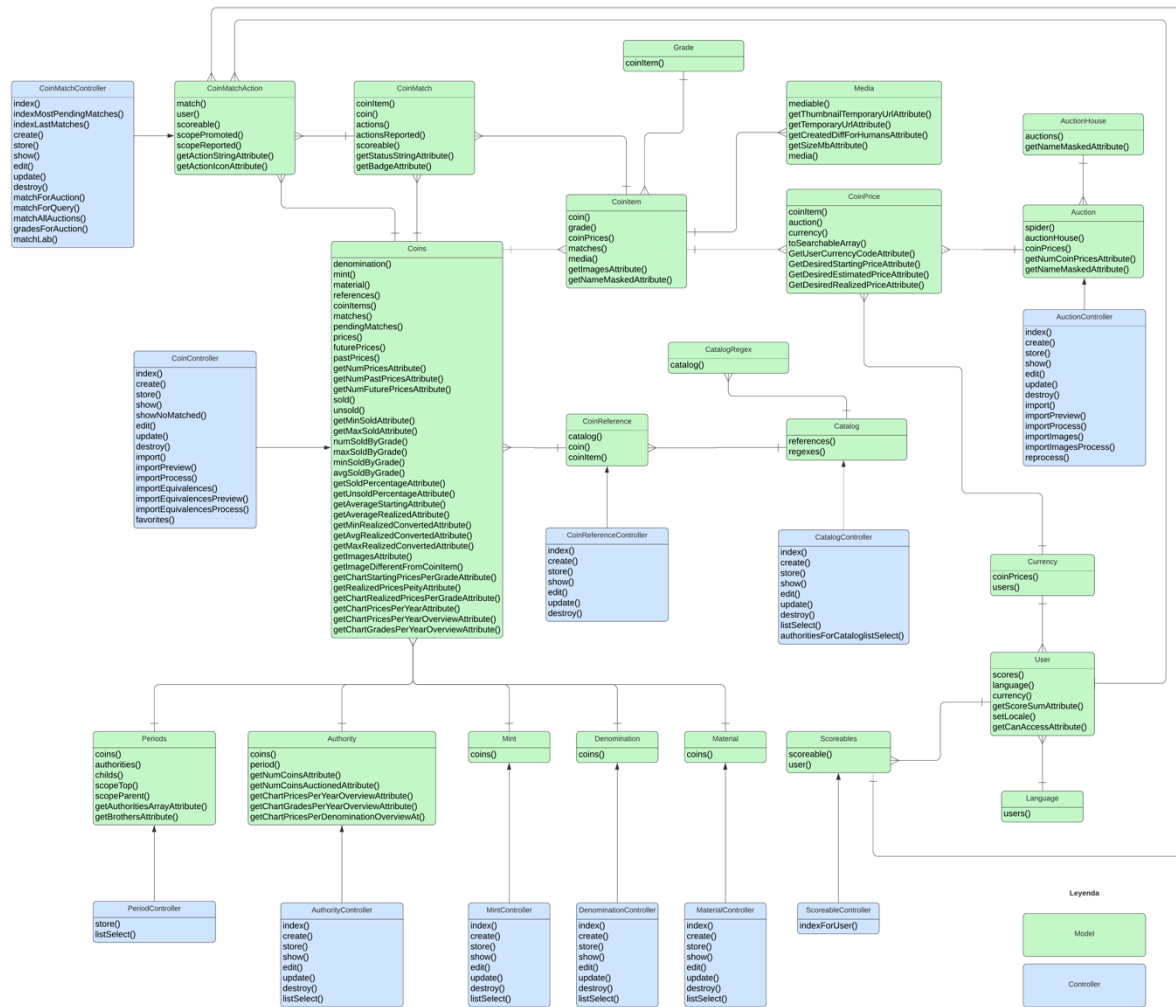 Grade
coinItem()
CoinMatchController
index()
indexMostPendingMatches()
indexLastMatches()
create()
store()
show()
edit()
update()
destroy()
matchForAuction()
matchForQuery()
matchAllAuctions()
gradesForAuction()
matchLab()
CoinMatchAction
match()
user()
scoreable()
scopePromoted()
scopeReported()
getActionStringAttribute()
getActionIconAttribute()
CoinMatch
coinItem()
coin()
actions()
actionsReported()
scoreable()
getStatusStringAttribute()
getBadgeAttribute()
Media
mediable()
getThumbnailTemporaryUrlAttribute()
getTemporaryUrlAttribute()
getCreatedDiffForHumansAttribute()
getSizeMbAttribute()
media()
AuctionHouse
auctions()
getNameMaskedAttribute()
CoinItem
coin()
grade()
coinPrices()
matches()
media()
getImagesAttribute()
getNameMaskedAttribute()
CoinPrice
coinItem()
auction()
currency()
toSearchableArray()
GetUserCurrencyCodeAttribute()
GetDesiredStartingPriceAttribute()
GetDesiredEstimatedPriceAttribute()
GetDesiredRealizedPriceAttribute()
Auction
spider()
auctionHouse()
coinPrices()
getNumCoinPricesAttribute()
getNameMaskedAttribute()
Coins
denomination()
mint()
material()
references()
coinItems()
matches()
pendingMatches()
prices()
futurePrices()
pastPrices()
getNumPricesAttribute()
getNumPastPricesAttribute()
getNumFuturePricesAttribute()
sold()
unsold()
getMinSoldAttribute()
getMaxSoldAttribute()
numSoldByGrade()
maxSoldByGrade()
minSoldByGrade()
avgSoldByGrade()
getSoldPercentageAttribute()
getUnsoldPercentageAttribute()
getAverageStartingAttribute()
getAverageRealizedAttribute()
getMinRealizedConvertedAttribute()
getAvgRealizedConvertedAttribute()
getMaxRealizedConvertedAttribute()
getImagesAttribute()
getImageDifferentFromCoinItem()
getChartStartingPricesPerGradeAttribute()
getRealizedPricesPeityAttribute()
getChartRealizedPricesPerGradeAttribute()
getChartPricesPerYearAttribute()
getChartPricesPerYearOverviewAttribute()
getChartGradesPerYearOverviewAttribute()
AuctionController
index()
create()
store()
show()
edit()
update()
destroy()
import()
importPreview()
importProcess()
importImages()
importImagesProcess()
reprocess()
CoinController
index()
create()
store()
show()
showNoMatched()
edit()
update()
destroy()
import()
importPreview()
importProcess()
importEquivalences()
importEquivalencesPreview()
importEquivalencesProcess()
favorites()
CatalogRegex
catalog()
CoinReference
catalog()
coin()
coinItem()
Catalog
references()
regexes()
CoinReferenceController
index()
create()
store()
show()
edit()
update()
destroy()
CatalogController
index()
create()
store()
show()
edit()
update()
destroy()
listSelect()
authoritiesForCataloglistSelect()
Currency
coinPrices()
users()
User
scores()
language()
currency()
getScoreSumAttribute()
setLocale()
getCanAccessAttribute()
Periods
coins()
authorities()
childs()
scopeTop()
scopeParent()
getAuthoritiesArrayAttribute()
getBrothersAttribute()
Authority
coins()
period()
getNumCoinsAttribute()
getNumCoinsAuctionedAttribute()
getChartPricesPerYearOverviewAttribute()
getChartGradesPerYearOverviewAttribute()
getChartPricesPerDenominationOverviewAt()
Mint
coins()
Denomination
coins()
Material
coins()
Scoreables
scoreable()
user()
Language
users()
PeriodController
store()
listSelect()
AuthorityController
index()
create()
store()
show()
edit()
update()
destroy()
listSelect()
MintController
index()
create()
store()
show()
edit()
update()
destroy()
listSelect()
DenominationController
index()
create()
store()
show()
edit()
update()
destroy()
listSelect()
MaterialController
index()
create()
store()
show()
edit()
update()
destroy()
listSelect()
ScoreableController
indexForUser()
Leyenda
Model
Controller